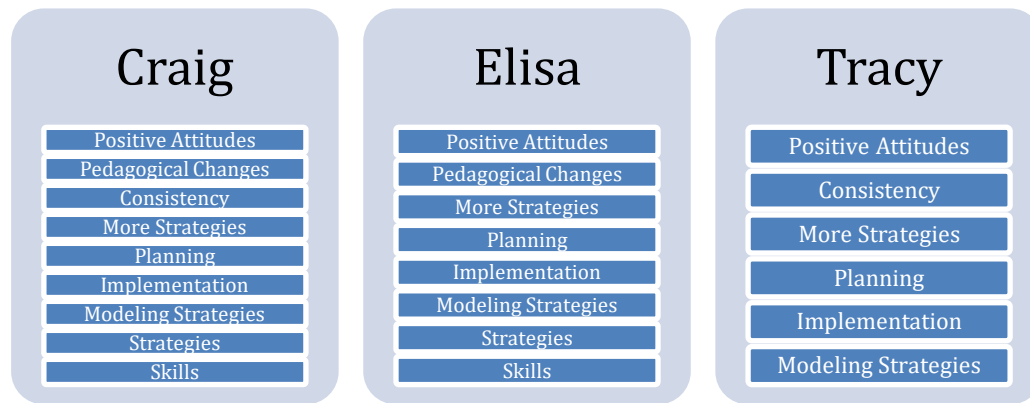 Craig
Positive Attitudes
Pedagogical Changes
Consistency
More Strategies
Planning
Implementation
Modeling Strategies
Strategies
Skills
Elisa
Positive Attitudes
Pedagogical Changes
More Strategies
Planning
Implementation
Modeling Strategies
Strategies
Skills
Tracy
Positive Attitudes
Consistency
More Strategies
Planning
Implementation
Modeling Strategies